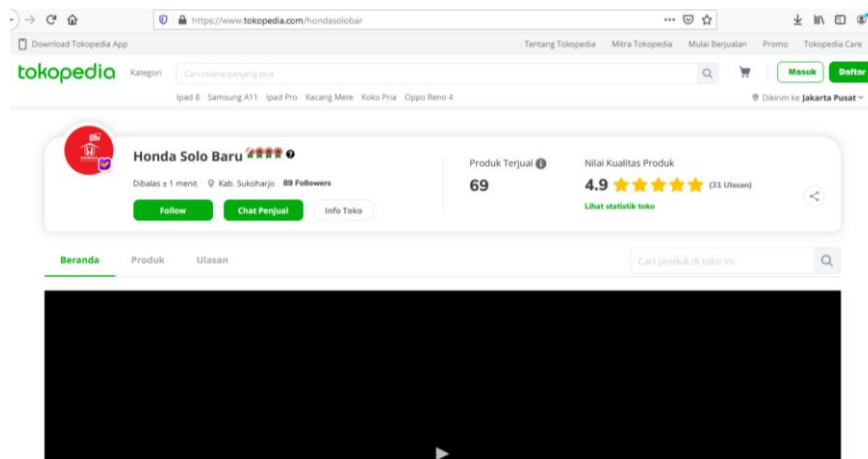 https://www.tokopedia.com/hondasolobar
Download Tokopedia App Tentang Tokopedia Mitra Tokopedia Mulai Berjualan Promo Tokopedia Care
tokopedia Kategori Cari celana panjang pria Masuk Daftar
Ipad 8 Samsung A11 Ipad Pro Kacang Mete Koko Pria Oppo Reno 4 Dikirim ke Jakarta Pusat
Honda Solo Baru
Dibalas ± 1 menit Kab. Sukoharjo 89 Followers
Follow Chat Penjual Info Toko
Produk Terjual
69
Nilai Kualitas Produk
4.9 (31 Ulasan)
Lihat statistik toko
Beranda Produk Ulasan Cari produk di toko ini